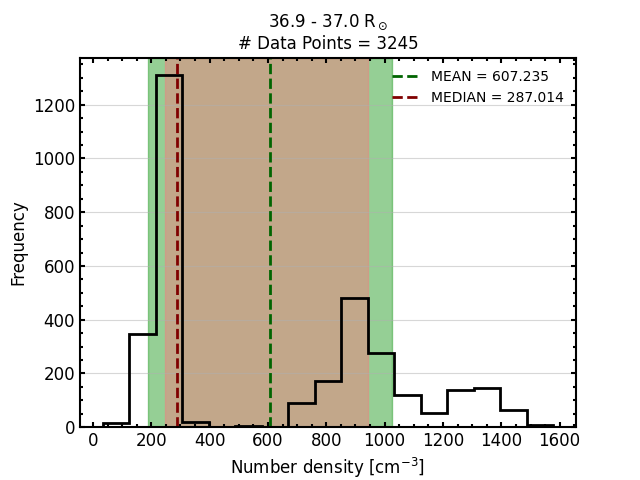 36.9 - 37.0 R⊙
# Data Points = 3245
MEAN = 607.235
MEDIAN = 287.014
Frequency
1200
1000
800
600
400
200
0
0 200 400 600 800 1000 1200 1400 1600
Number density [cm⁻³]